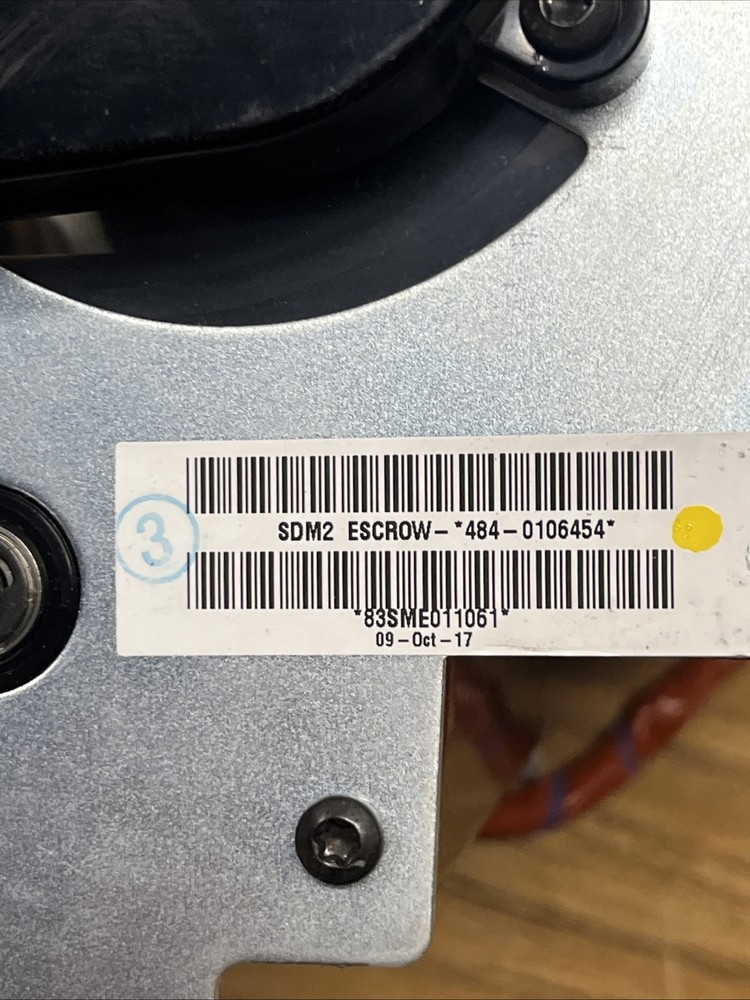 3
SDM2 ESCROW-*484-0106454*
*83SME011061*
09-Oct-17